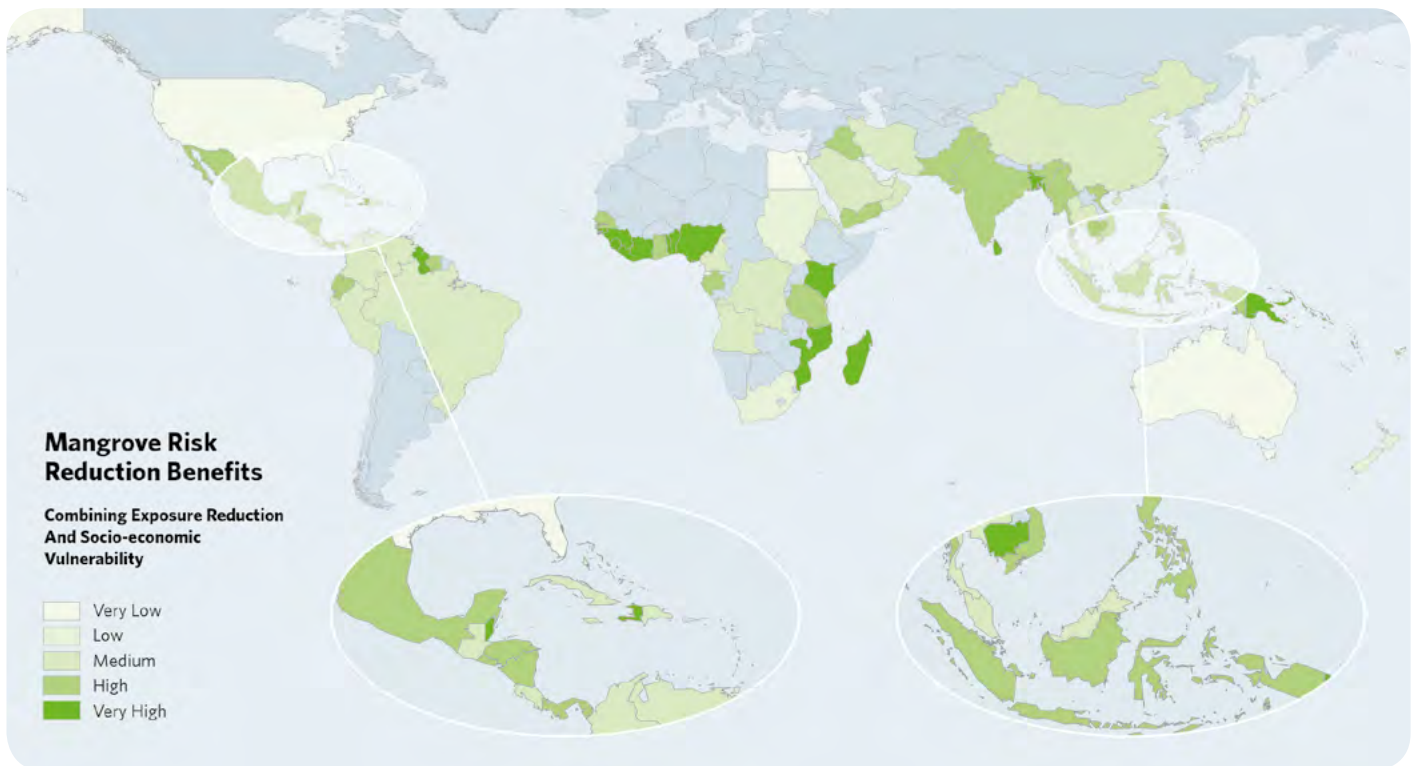 Mangrove Risk
Reduction Benefits
Combining Exposure Reduction
And Socio-economic
Vulnerability
Very Low
Low
Medium
High
Very High